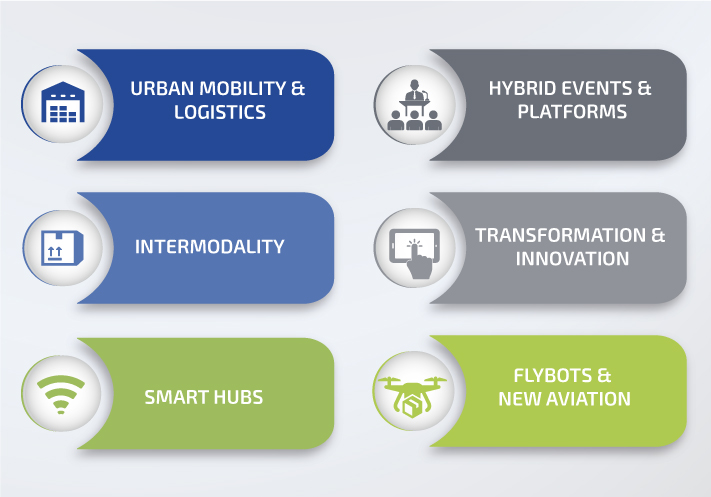 URBAN MOBILITY &
LOGISTICS
HYBRID EVENTS &
PLATFORMS
INTERMODALITY
TRANSFORMATION &
INNOVATION
SMART HUBS
FLYBOTS &
NEW AVIATION